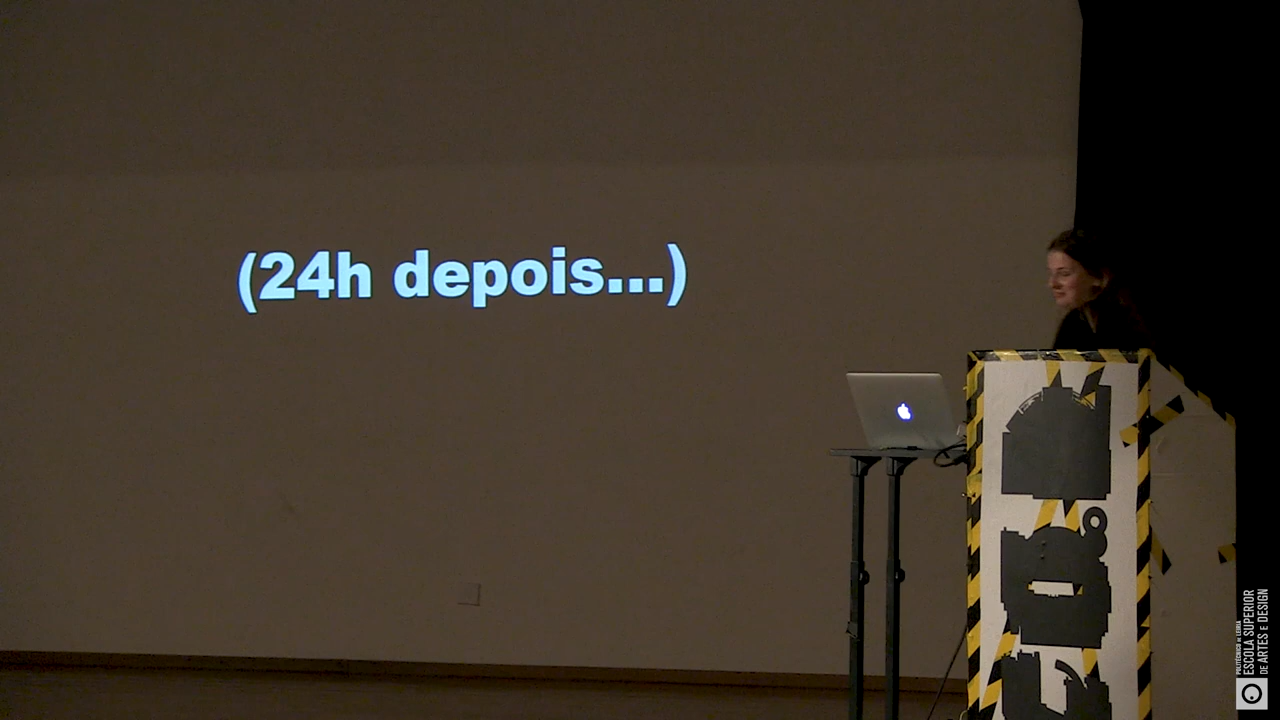 (24h depois...)
POLITÉCNICO DE LEIRIA
ESCOLA SUPERIOR
DE ARTES E DESIGN